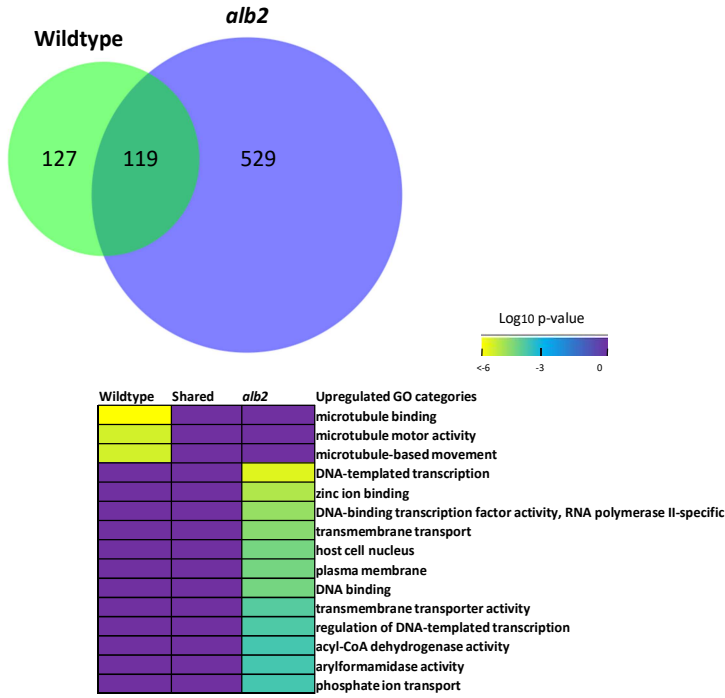 alb2
Wildtype
127 119 529
Log10 p-value
<-6 -3 0
Wildtype Shared alb2 Upregulated GO categories
microtubule binding
microtubule motor activity
microtubule-based movement
DNA-templated transcription
zinc ion binding
DNA-binding transcription factor activity, RNA polymerase II-specific
transmembrane transport
host cell nucleus
plasma membrane
DNA binding
transmembrane transporter activity
regulation of DNA-templated transcription
acyl-CoA dehydrogenase activity
arylformamidase activity
phosphate ion transport